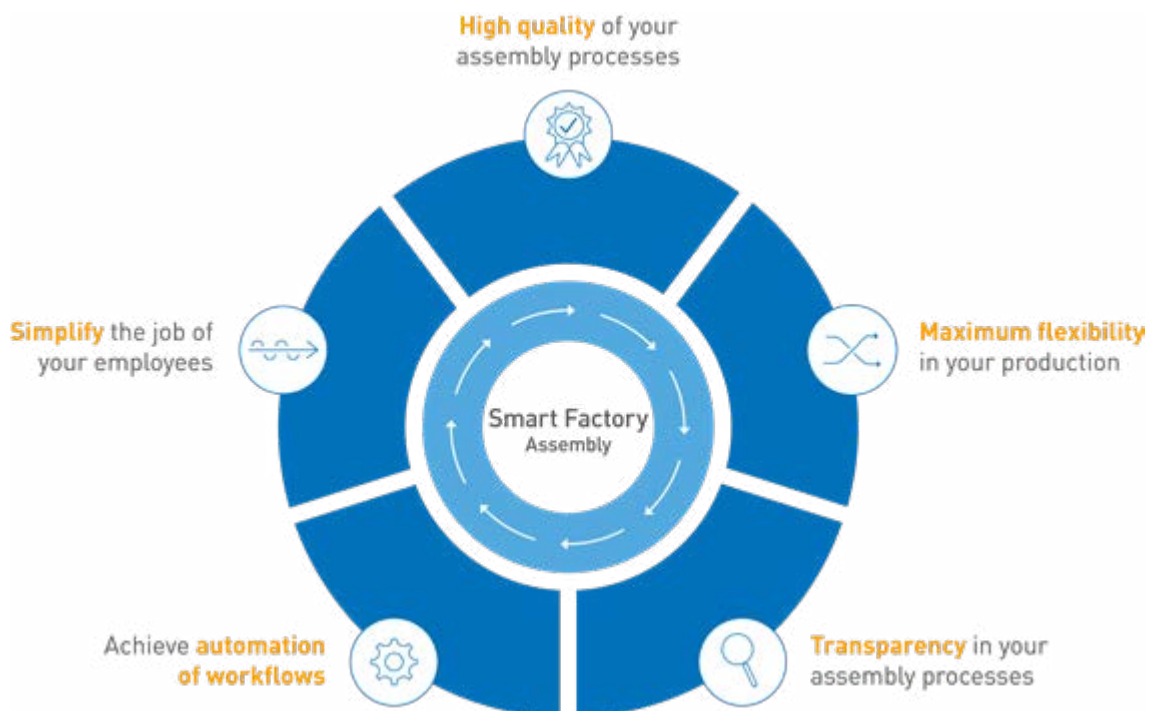 High quality of your
assembly processes
Simplify the job of
your employees
Maximum flexibility
in your production
Smart Factory
Assembly
Achieve automation
of workflows
Transparency in your
assembly processes